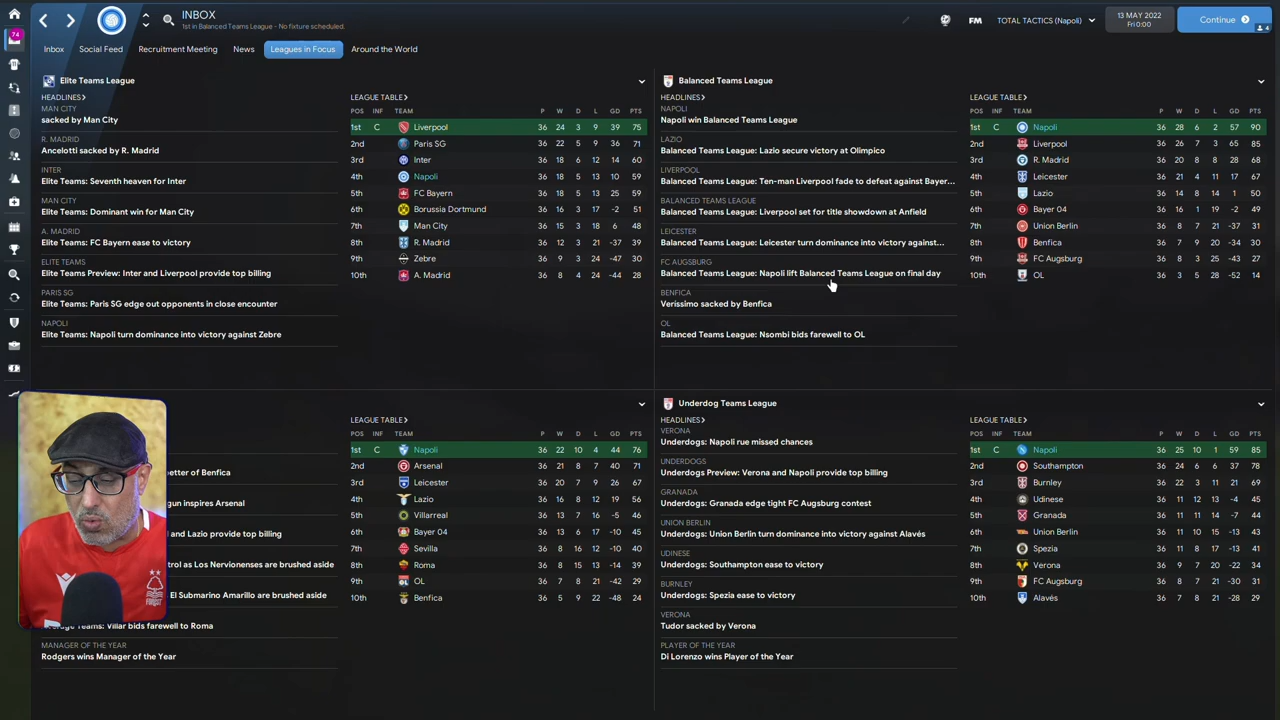 INBOX
1st in Balanced Teams League - No fixture scheduled.
FM
TOTAL TACTICS (Napoli)
13 MAY 2022
Fri 0:00
Continue
4
74
Inbox
Social Feed
Recruitment Meeting
News
Leagues in Focus
Around the World
Elite Teams League
HEADLINES
MAN CITY
sacked by Man City
R. MADRID
Ancelotti sacked by R. Madrid
INTER
Elite Teams: Seventh heaven for Inter
MAN CITY
Elite Teams: Dominant win for Man City
A. MADRID
Elite Teams: FC Bayern ease to victory
ELITE TEAMS
Elite Teams Preview: Inter and Liverpool provide top billing
PARIS SG
Elite Teams: Paris SG edge out opponents in close encounter
NAPOLI
Elite Teams: Napoli turn dominance into victory against Zebre
LEAGUE TABLE
POS INF TEAM P W D L GD PTS
1st C Liverpool 36 24 3 9 39 75
2nd Paris SG 36 22 5 9 36 71
3rd Inter 36 18 6 12 14 60
4th Napoli 36 18 5 13 10 59
5th FC Bayern 36 18 5 13 25 59
6th Borussia Dortmund 36 16 3 17 -2 51
7th Man City 36 15 3 18 6 48
8th R. Madrid 36 12 3 21 -37 39
9th Zebre 36 8 3 24 -47 30
10th A. Madrid 36 8 4 24 -44 28
Balanced Teams League
HEADLINES
NAPOLI
Napoli win Balanced Teams League
LAZIO
Balanced Teams League: Lazio secure victory at Olimpico
LIVERPOOL
Balanced Teams League: Ten-man Liverpool fade to defeat against Bayer...
BALANCED TEAMS LEAGUE
Balanced Teams League: Liverpool set for title showdown at Anfield
LEICESTER
Balanced Teams League: Leicester turn dominance into victory against...
FC AUGSBURG
Balanced Teams League: Napoli lift Balanced Teams League on final day
BENFICA
Veríssimo sacked by Benfica
OL
Balanced Teams League: Nsombi bids farewell to OL
LEAGUE TABLE
POS INF TEAM P W D L GD PTS
1st C Napoli 36 28 6 2 57 90
2nd Liverpool 36 26 7 3 65 85
3rd R. Madrid 36 20 8 8 28 68
4th Leicester 36 21 4 11 17 67
5th Lazio 36 14 8 14 1 50
6th Bayer 04 36 16 1 19 -2 49
7th Union Berlin 36 8 7 21 -37 31
8th Benfica 36 7 9 20 -34 30
9th FC Augsburg 36 8 3 25 -43 27
10th OL 36 3 5 28 -52 14
etter of Benfica
gun inspires Arsenal
l and Lazio provide top billing
trol as Los Nervionenses are brushed aside
El Submarino Amarillo are brushed aside
Teams: Villar bids farewell to Roma
MANAGER OF THE YEAR
Rodgers wins Manager of the Year
LEAGUE TABLE
POS INF TEAM P W D L GD PTS
1st C Napoli 36 22 10 4 44 76
2nd Arsenal 36 21 8 7 40 71
3rd Leicester 36 20 7 9 26 67
4th Lazio 36 16 8 12 19 56
5th Villarreal 36 13 7 16 -5 46
6th Bayer 04 36 13 6 17 -10 45
7th Sevilla 36 8 16 12 -10 40
8th Roma 36 8 15 13 -14 39
9th OL 36 7 8 21 -42 29
10th Benfica 36 5 9 22 -48 24
Underdog Teams League
HEADLINES
VERONA
Underdogs: Napoli rue missed chances
UNDERDOGS
Underdogs Preview: Verona and Napoli provide top billing
GRANADA
Underdogs: Granada edge tight FC Augsburg contest
UNION BERLIN
Underdogs: Union Berlin turn dominance into victory against Alavés
UDINESE
Underdogs: Southampton ease to victory
BURNLEY
Underdogs: Spezia ease to victory
VERONA
Tudor sacked by Verona
PLAYER OF THE YEAR
Di Lorenzo wins Player of the Year
LEAGUE TABLE
POS INF TEAM P W D L GD PTS
1st C Napoli 36 25 10 1 59 85
2nd Southampton 36 24 6 6 37 78
3rd Burnley 36 22 3 11 21 69
4th Udinese 36 11 12 13 -4 45
5th Granada 36 11 11 14 -7 44
6th Union Berlin 36 11 10 15 -13 43
7th Spezia 36 11 8 17 -13 41
8th Verona 36 9 7 20 -22 34
9th FC Augsburg 36 8 7 21 -30 31
10th Alavés 36 7 8 21 -28 29
FOREST